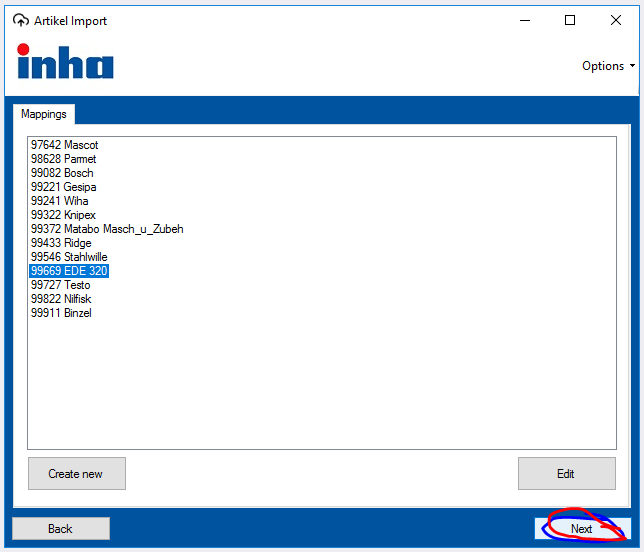 Artikel Import
inha
Options
Mappings
97642 Mascot
98628 Parmet
99082 Bosch
99221 Gesipa
99241 Wiha
99322 Knipex
99372 Matabo Masch_u_Zubeh
99433 Ridge
99546 Stahlwille
99669 EDE 320
99727 Testo
99822 Nilfisk
99911 Binzel
Create new
Edit
Back
Next